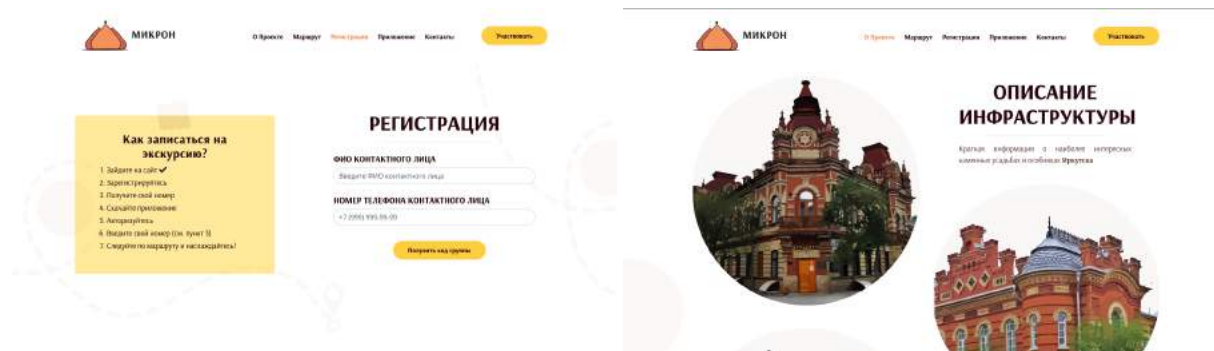 МИКРОН
О Проекте Маршрут Регистрация Приложение Контакты
Участвовать
Как записаться на
экскурсию?
1. Зайдите на сайт ✔
2. Зарегистрируйтесь
3. Получите свой номер
4. Скачайте приложение
5. Авторизуйтесь
6. Введите свой номер (см. пункт 3)
7. Следуйте по маршруту и наслаждайтесь!
РЕГИСТРАЦИЯ
ФИО КОНТАКТНОГО ЛИЦА
Введите ФИО контактного лица
НОМЕР ТЕЛЕФОНА КОНТАКТНОГО ЛИЦА
+7 (999) 999-99-99
Получить код группы
МИКРОН
О Проекте Маршрут Регистрация Приложение Контакты
Участвовать
ОПИСАНИЕ
ИНФРАСТРУКТУРЫ
Краткая информация о наиболее интересных
каменных усадьбах и особняках Иркутска